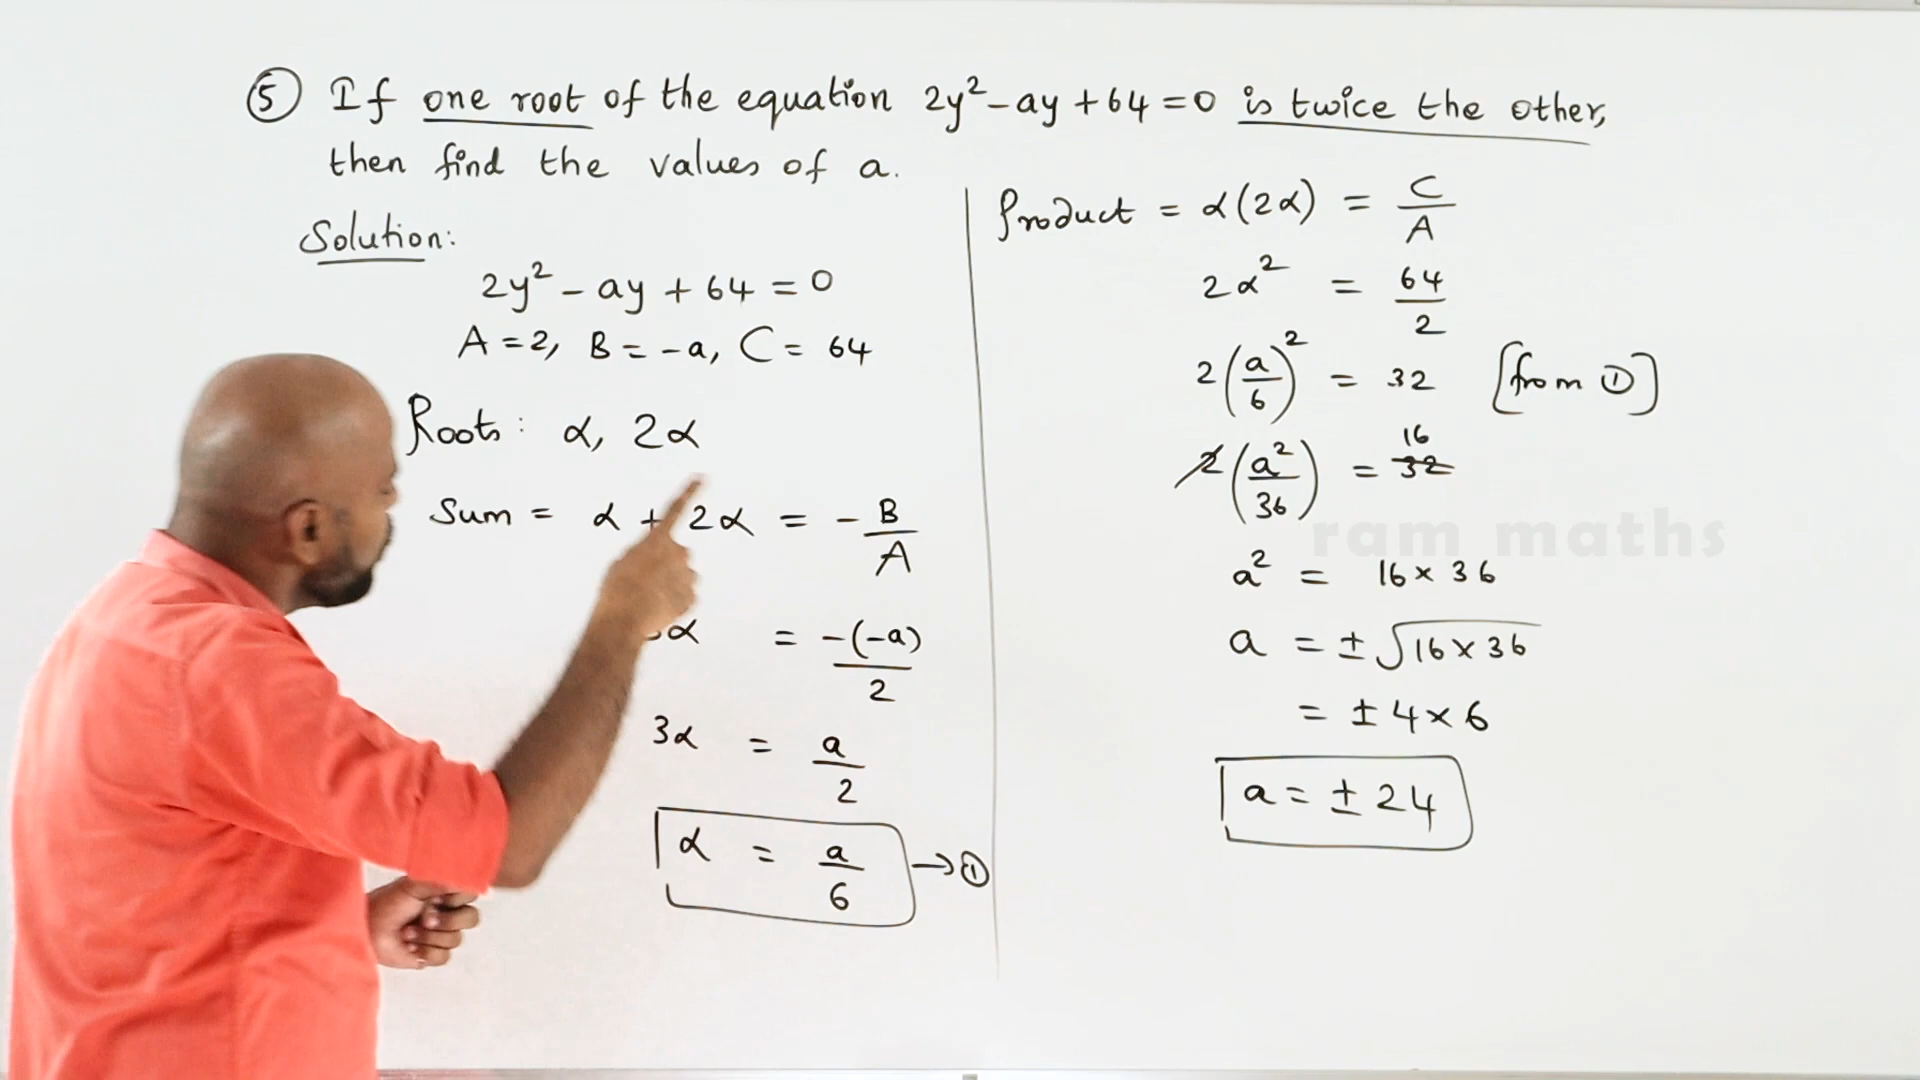 ⑤ If one root of the equation 2y² - ay + 64 = 0 is twice the other,
then find the values of a.
Solution:
2y² - ay + 64 = 0
A = 2, B = -a, C = 64
Roots: α, 2α
Sum = α + 2α = - B/A
α = -(-a)/2
3α = a/2
α = a/6 → ①
Product = α(2α) = C/A
2α² = 64/2
2(a/6)² = 32 [from ①]
2(a²/36) = 32 16
a² = 16 × 36
a = ± √16 × 36
= ± 4 × 6
a = ± 24
ram maths